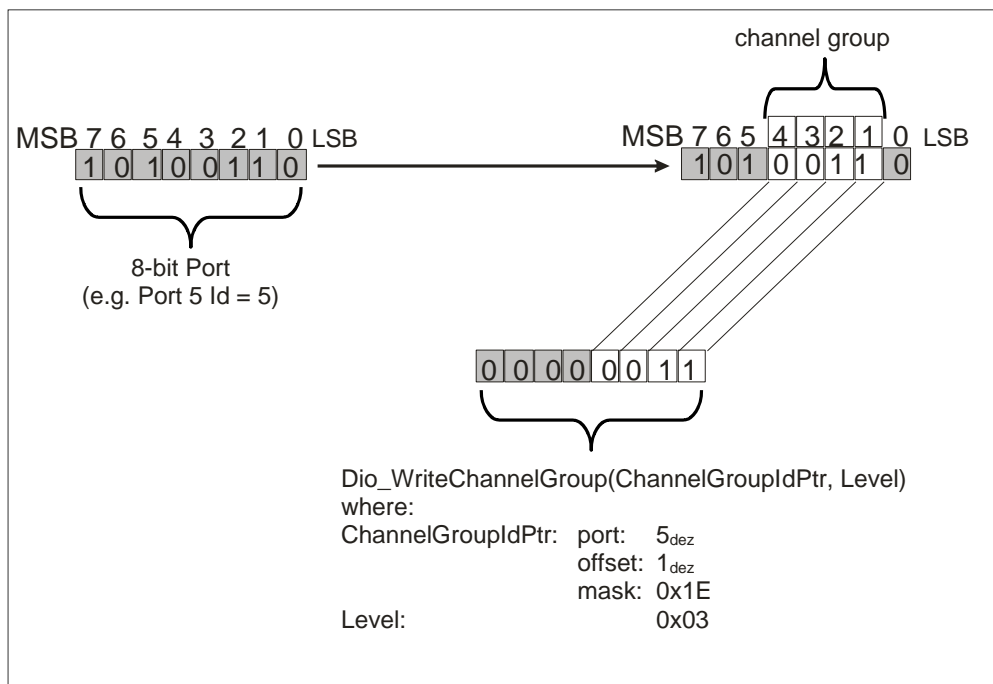 channel group
MSB 7 6 5 4 3 2 1 0 LSB
1 0 1 0 0 1 1 0
MSB 7 6 5 4 3 2 1 0 LSB
1 0 1 0 0 1 1 0
8-bit Port
(e.g. Port 5 Id = 5)
0 0 0 0 0 0 1 1
Dio_WriteChannelGroup(ChannelGroupIdPtr, Level)
where:
ChannelGroupIdPtr: port: 5dez
offset: 1dez
mask: 0x1E
Level: 0x03